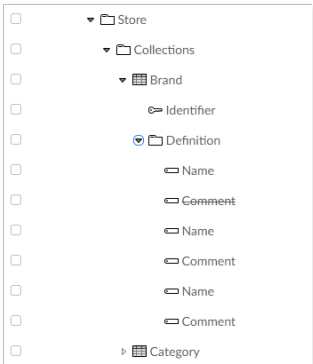 Store
Collections
Brand
Identifier
Definition
Name
Comment
Name
Comment
Name
Comment
Category